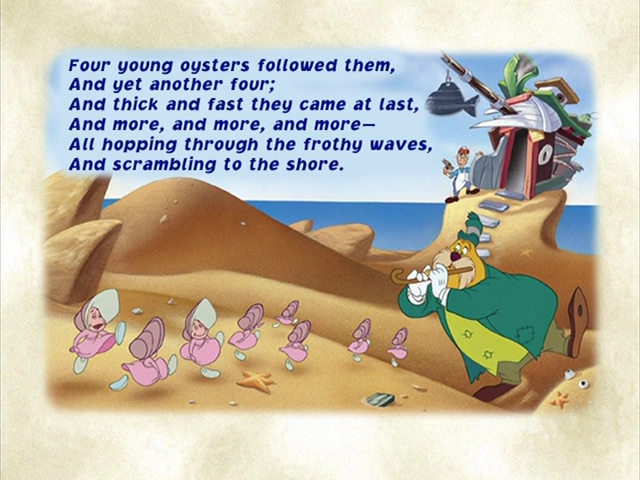 Four young oysters followed them,
And yet another four;
And thick and fast they came at last,
And more, and more, and more—
All hopping through the frothy waves,
And scrambling to the shore.